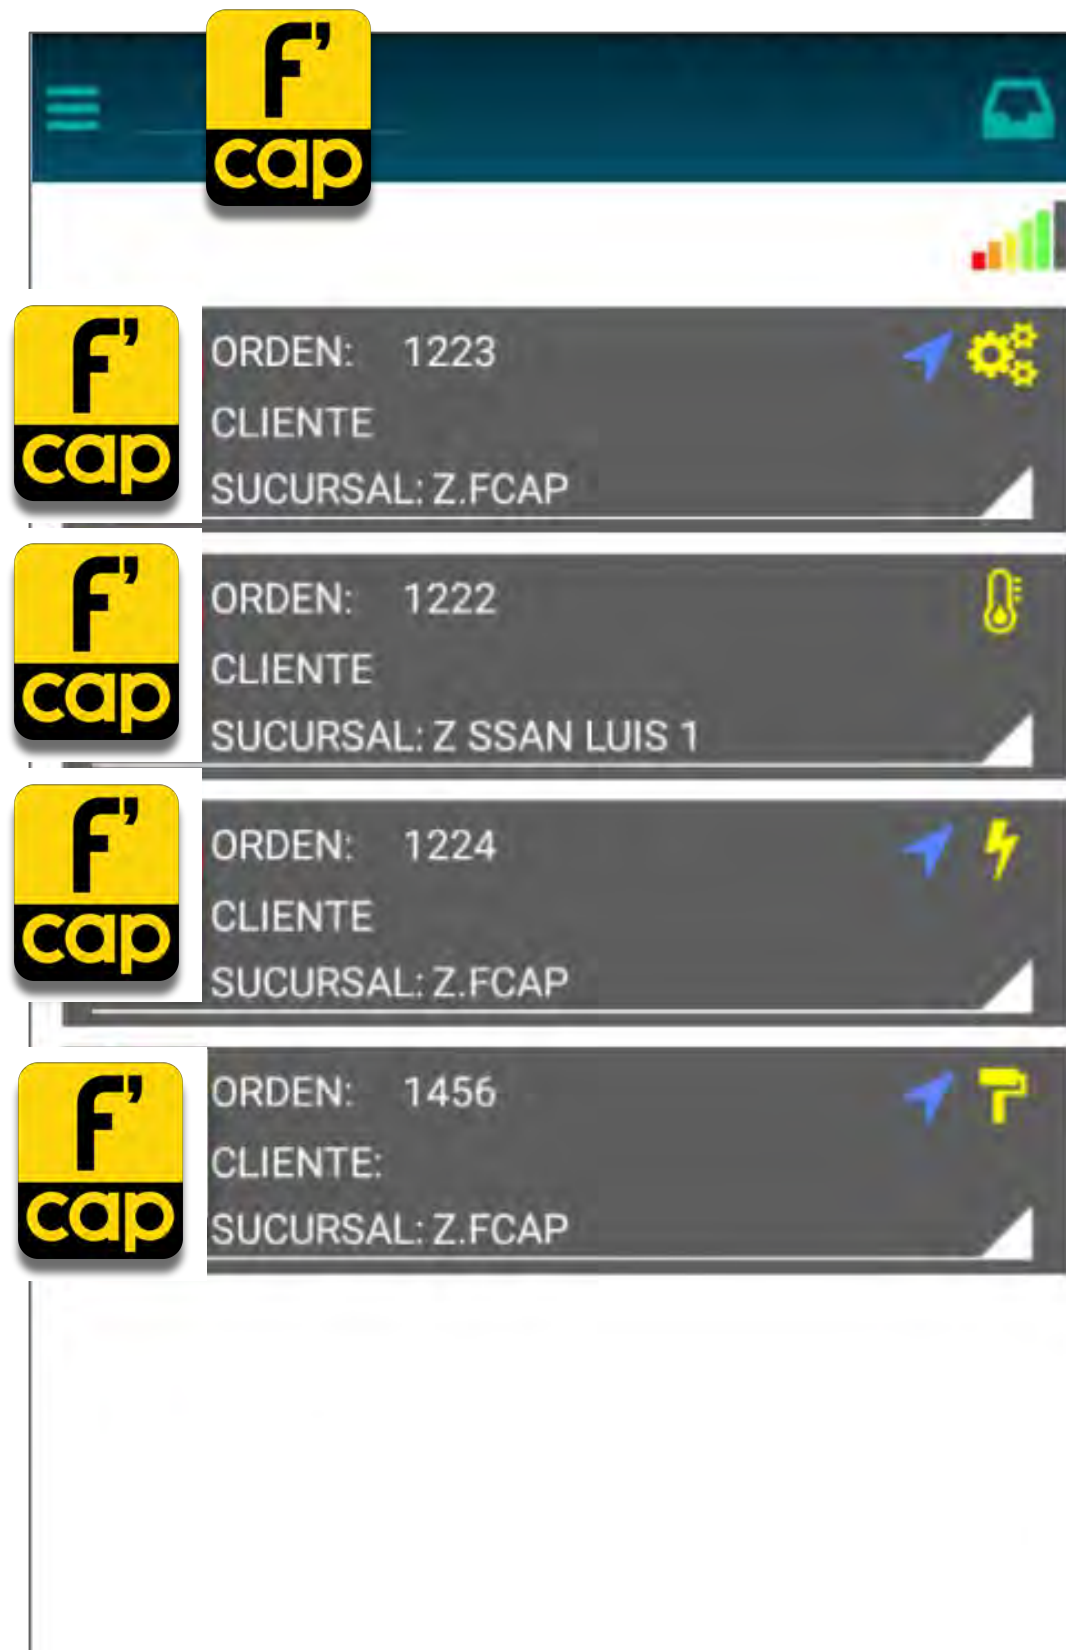 f'
cap
f'
cap
ORDEN: 1223
CLIENTE
SUCURSAL: Z.FCAP
f'
cap
ORDEN: 1222
CLIENTE
SUCURSAL: Z SSAN LUIS 1
f'
cap
ORDEN: 1224
CLIENTE
SUCURSAL: Z.FCAP
f'
cap
ORDEN: 1456
CLIENTE:
SUCURSAL: Z.FCAP